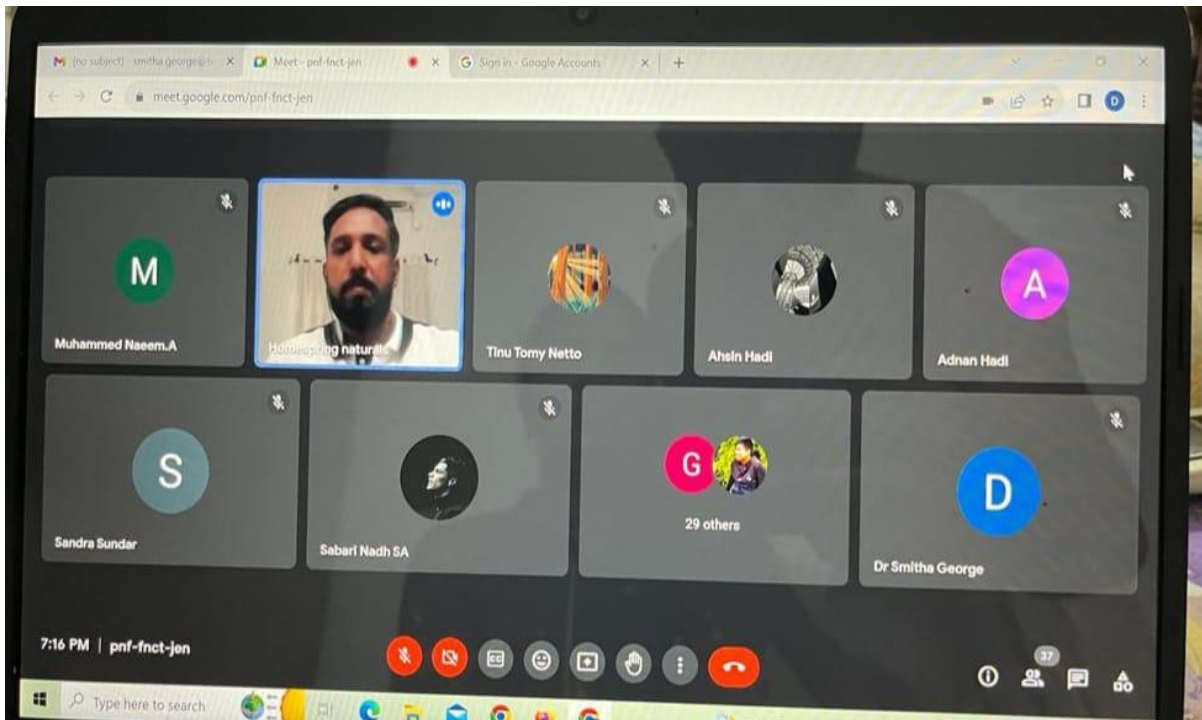 (no subject) - smitha.george@
Meet - pnf-fnct-jen
Sign in - Google Accounts
meet.google.com/pnf-fnct-jen
D
M
Muhammed Naeem.A
Homespring naturals
Tinu Tomy Netto
Ahsin Hadi
A
Adnan Hadi
S
Sandra Sundar
Sabari Nadh SA
G
29 others
D
Dr Smitha George
7:16 PM | pnf-fnct-jen
CC
37
Type here to search